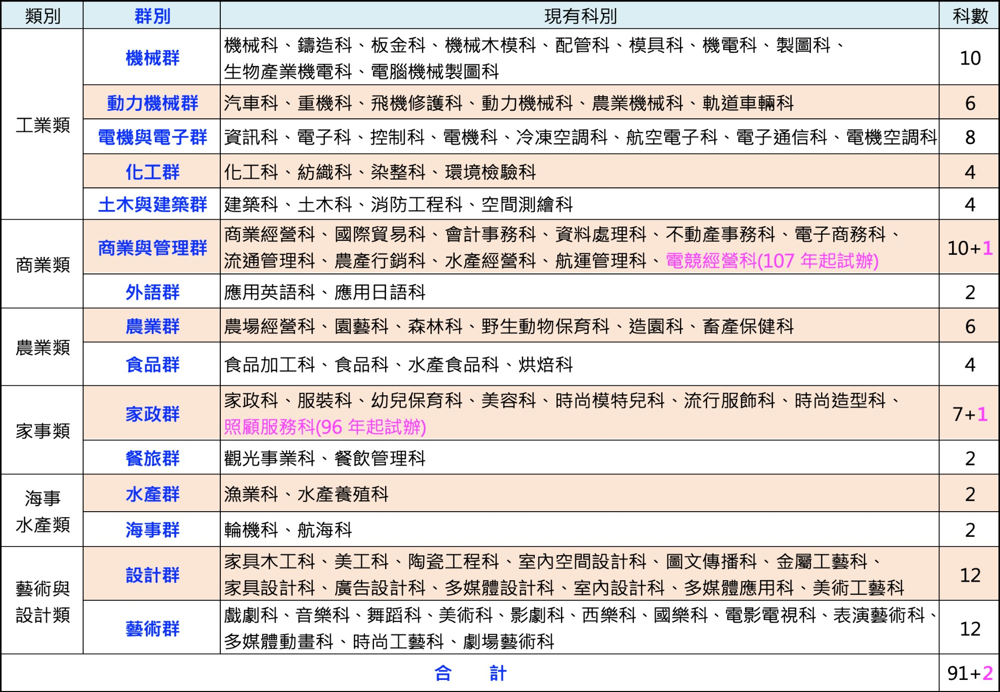 類別 群別 現有科別 科數
工業類
機械群
機械科、鑄造科、板金科、機械木模科、配管科、模具科、機電科、製圖科、
生物產業機電科、電腦機械製圖科
10
動力機械群 汽車科、重機科、飛機修護科、動力機械科、農業機械科、軌道車輛科 6
電機與電子群 資訊科、電子科、控制科、電機科、冷凍空調科、航空電子科、電子通信科、電機空調科 8
化工群 化工科、紡織科、染整科、環境檢驗科 4
土木與建築群 建築科、土木科、消防工程科、空間測繪科 4
商業類
商業與管理群
商業經營科、國際貿易科、會計事務科、資料處理科、不動產事務科、電子商務科、
流通管理科、農產行銷科、水產經營科、航運管理科、電競經營科(107 年起試辦)
10+1
外語群 應用英語科、應用日語科 2
農業類
農業群 農場經營科、園藝科、森林科、野生動物保育科、造園科、畜產保健科 6
食品群 食品加工科、食品科、水產食品科、烘焙科 4
家事類
家政群
家政科、服裝科、幼兒保育科、美容科、時尚模特兒科、流行服飾科、時尚造型科、
照顧服務科(96 年起試辦)
7+1
餐旅群 觀光事業科、餐飲管理科 2
海事
水產類
水產群 漁業科、水產養殖科 2
海事群 輪機科、航海科 2
藝術與
設計類
設計群
家具木工科、美工科、陶瓷工程科、室內空間設計科、圖文傳播科、金屬工藝科、
家具設計科、廣告設計科、多媒體設計科、室內設計科、多媒體應用科、美術工藝科
12
藝術群
戲劇科、音樂科、舞蹈科、美術科、影劇科、西樂科、國樂科、電影電視科、表演藝術科、
多媒體動畫科、時尚工藝科、劇場藝術科
12
合 計 91+2